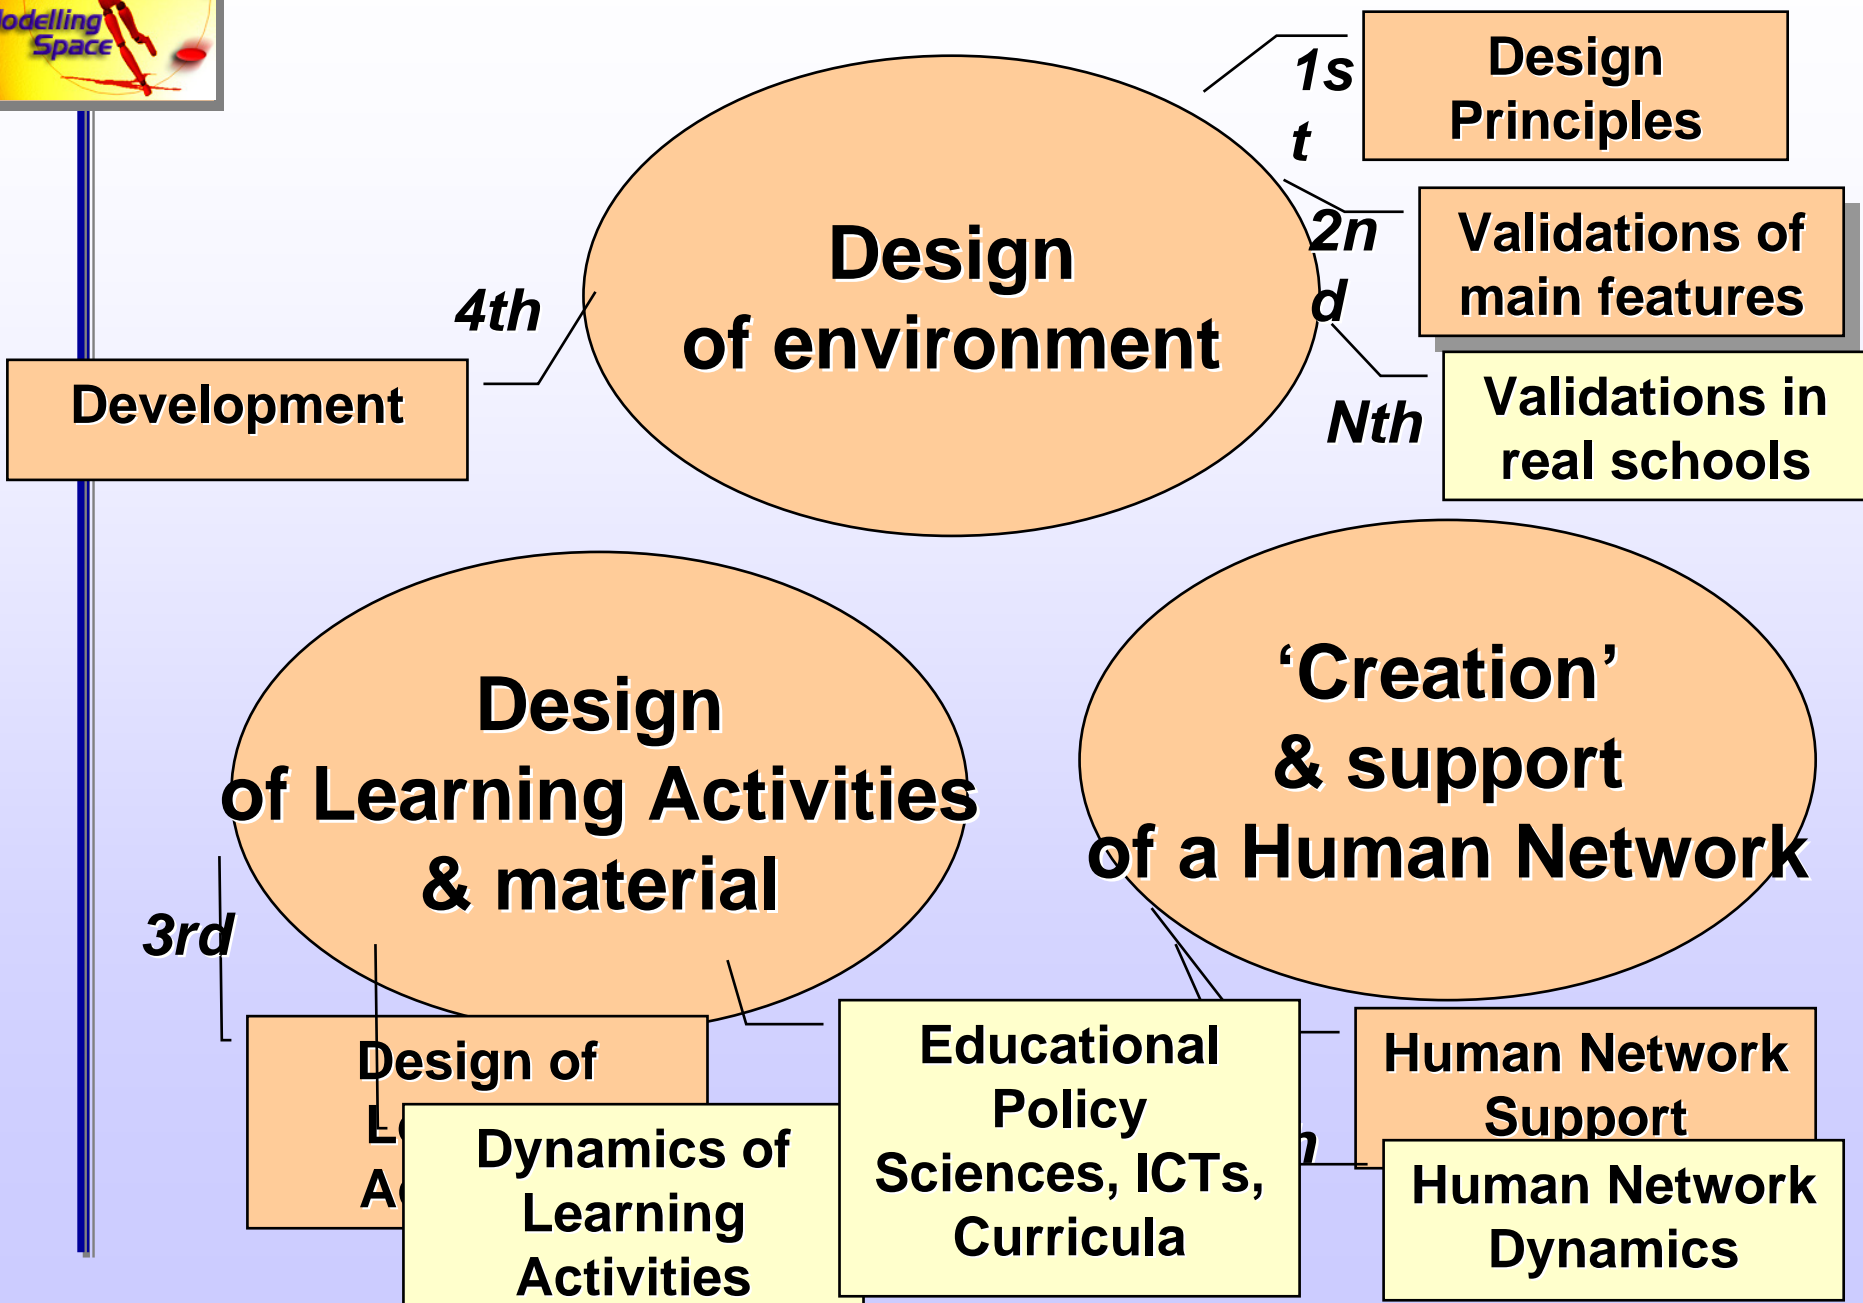 Modelling
Space
1s
t
Design
Principles
2n
d
Validations of
main features
Design
of environment
4th
Development
Nth
Validations in
real schools
Design
of Learning Activities
& material
‘Creation’
& support
of a Human Network
3rd
Design of
Dynamics of
Learning
Activities
Educational
Policy
Sciences, ICTs,
Curricula
Human Network
Support
Human Network
Dynamics